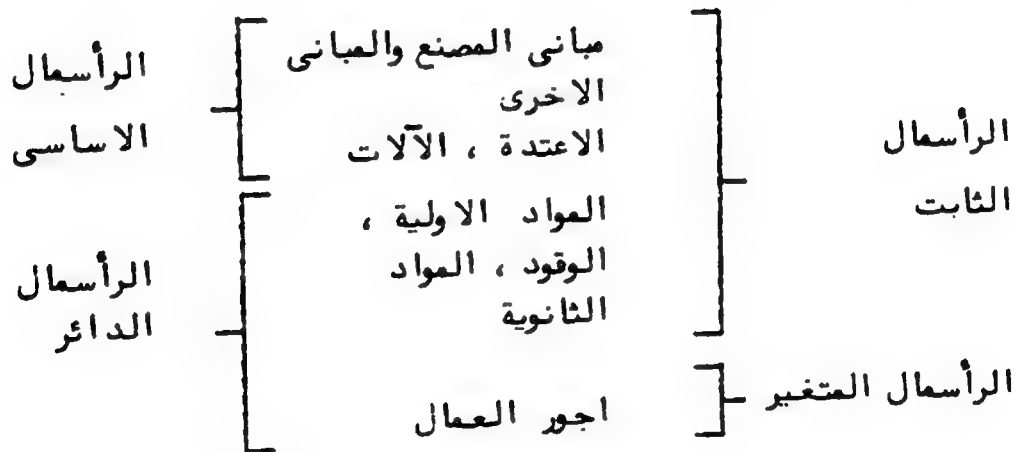 الرأسمال
الثابت
الرأسمال المتغير
مبانى المصنع والمبانى
الاخرى
الاعتدة ، الآلات
المواد الاولية ،
الوقود ، المواد
الثانوية
اجور العمال
الرأسمال
الاساسى
الرأسمال
الدائر